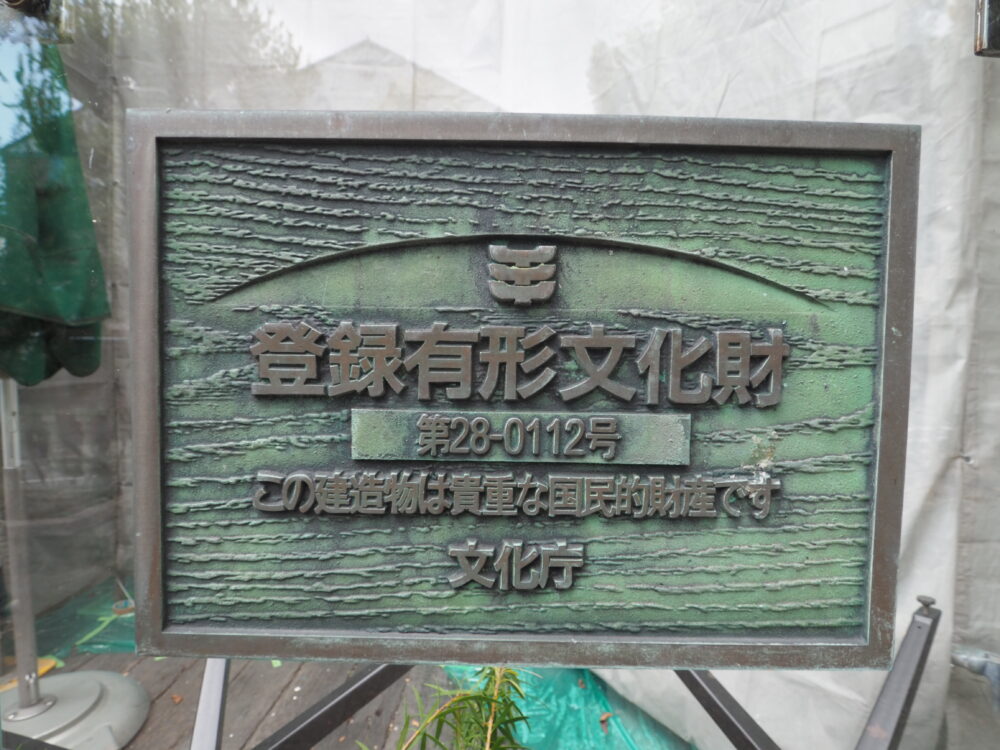 登録有形文化財
第28-0112号
この建造物は貴重な国民的財産です
文化庁